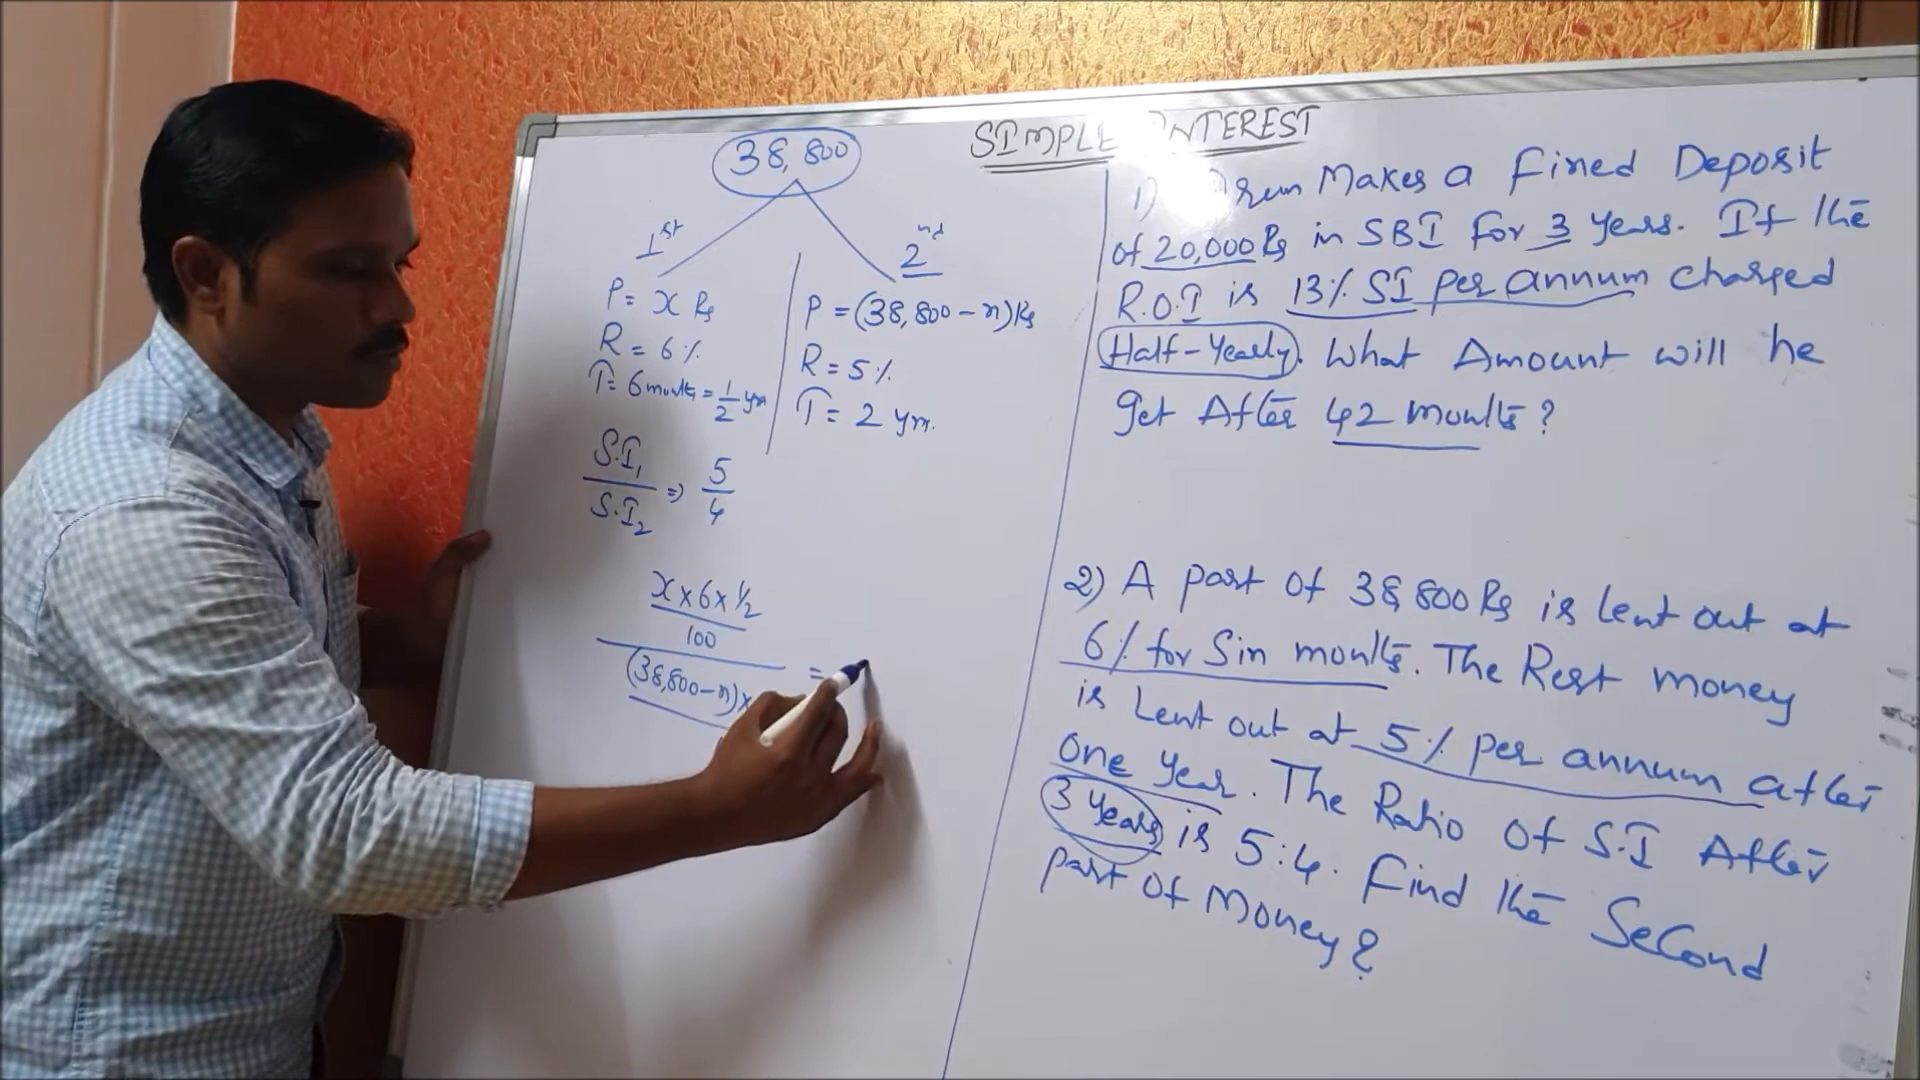 SIMPLE INTEREST
38,800
1st
P = x Rs
R = 6%
T = 6 months = 1/2 yrs
2nd
P = (38,800 - x) Rs
R = 5%
T = 2 yrs.
S.I1 / S.I2 => 5/4
x x 6 x 1/2
100
(38,800 - x) x
=
1) Makes a Fixed Deposit
of 20,000 Rs in SBI for 3 years. If the
R.O.I is 13% SI per annum charged
Half-Yearly. What Amount will he
get After 42 months?
2) A part of 38,800 Rs is lent out at
6% for Six months. The Rest money
is Lent out at 5% per annum after
One year. The Ratio Of S.I After
3 Years is 5:4. Find the Second
part Of Money?